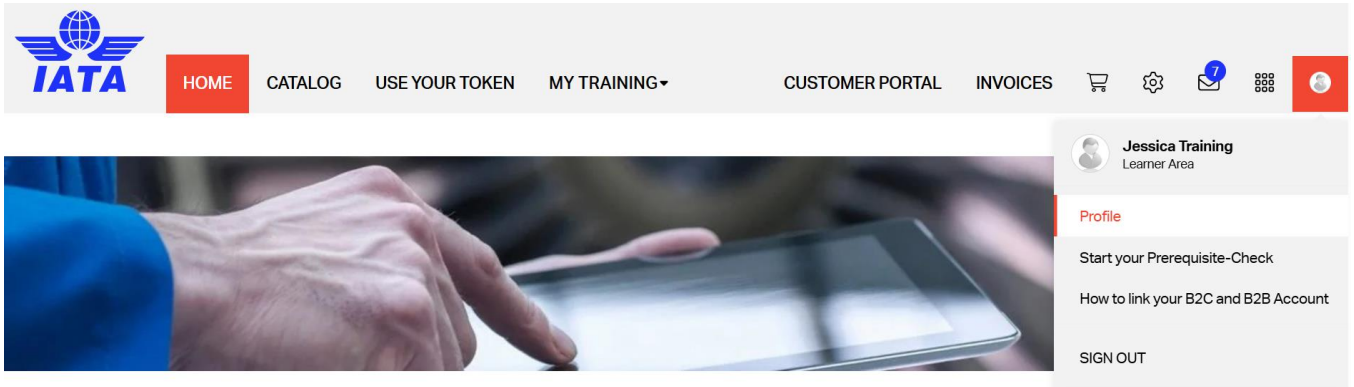 IATA
HOME CATALOG USE YOUR TOKEN MY TRAINING CUSTOMER PORTAL INVOICES 7
Jessica Training
Learner Area
Profile
Start your Prerequisite-Check
How to link your B2C and B2B Account
SIGN OUT